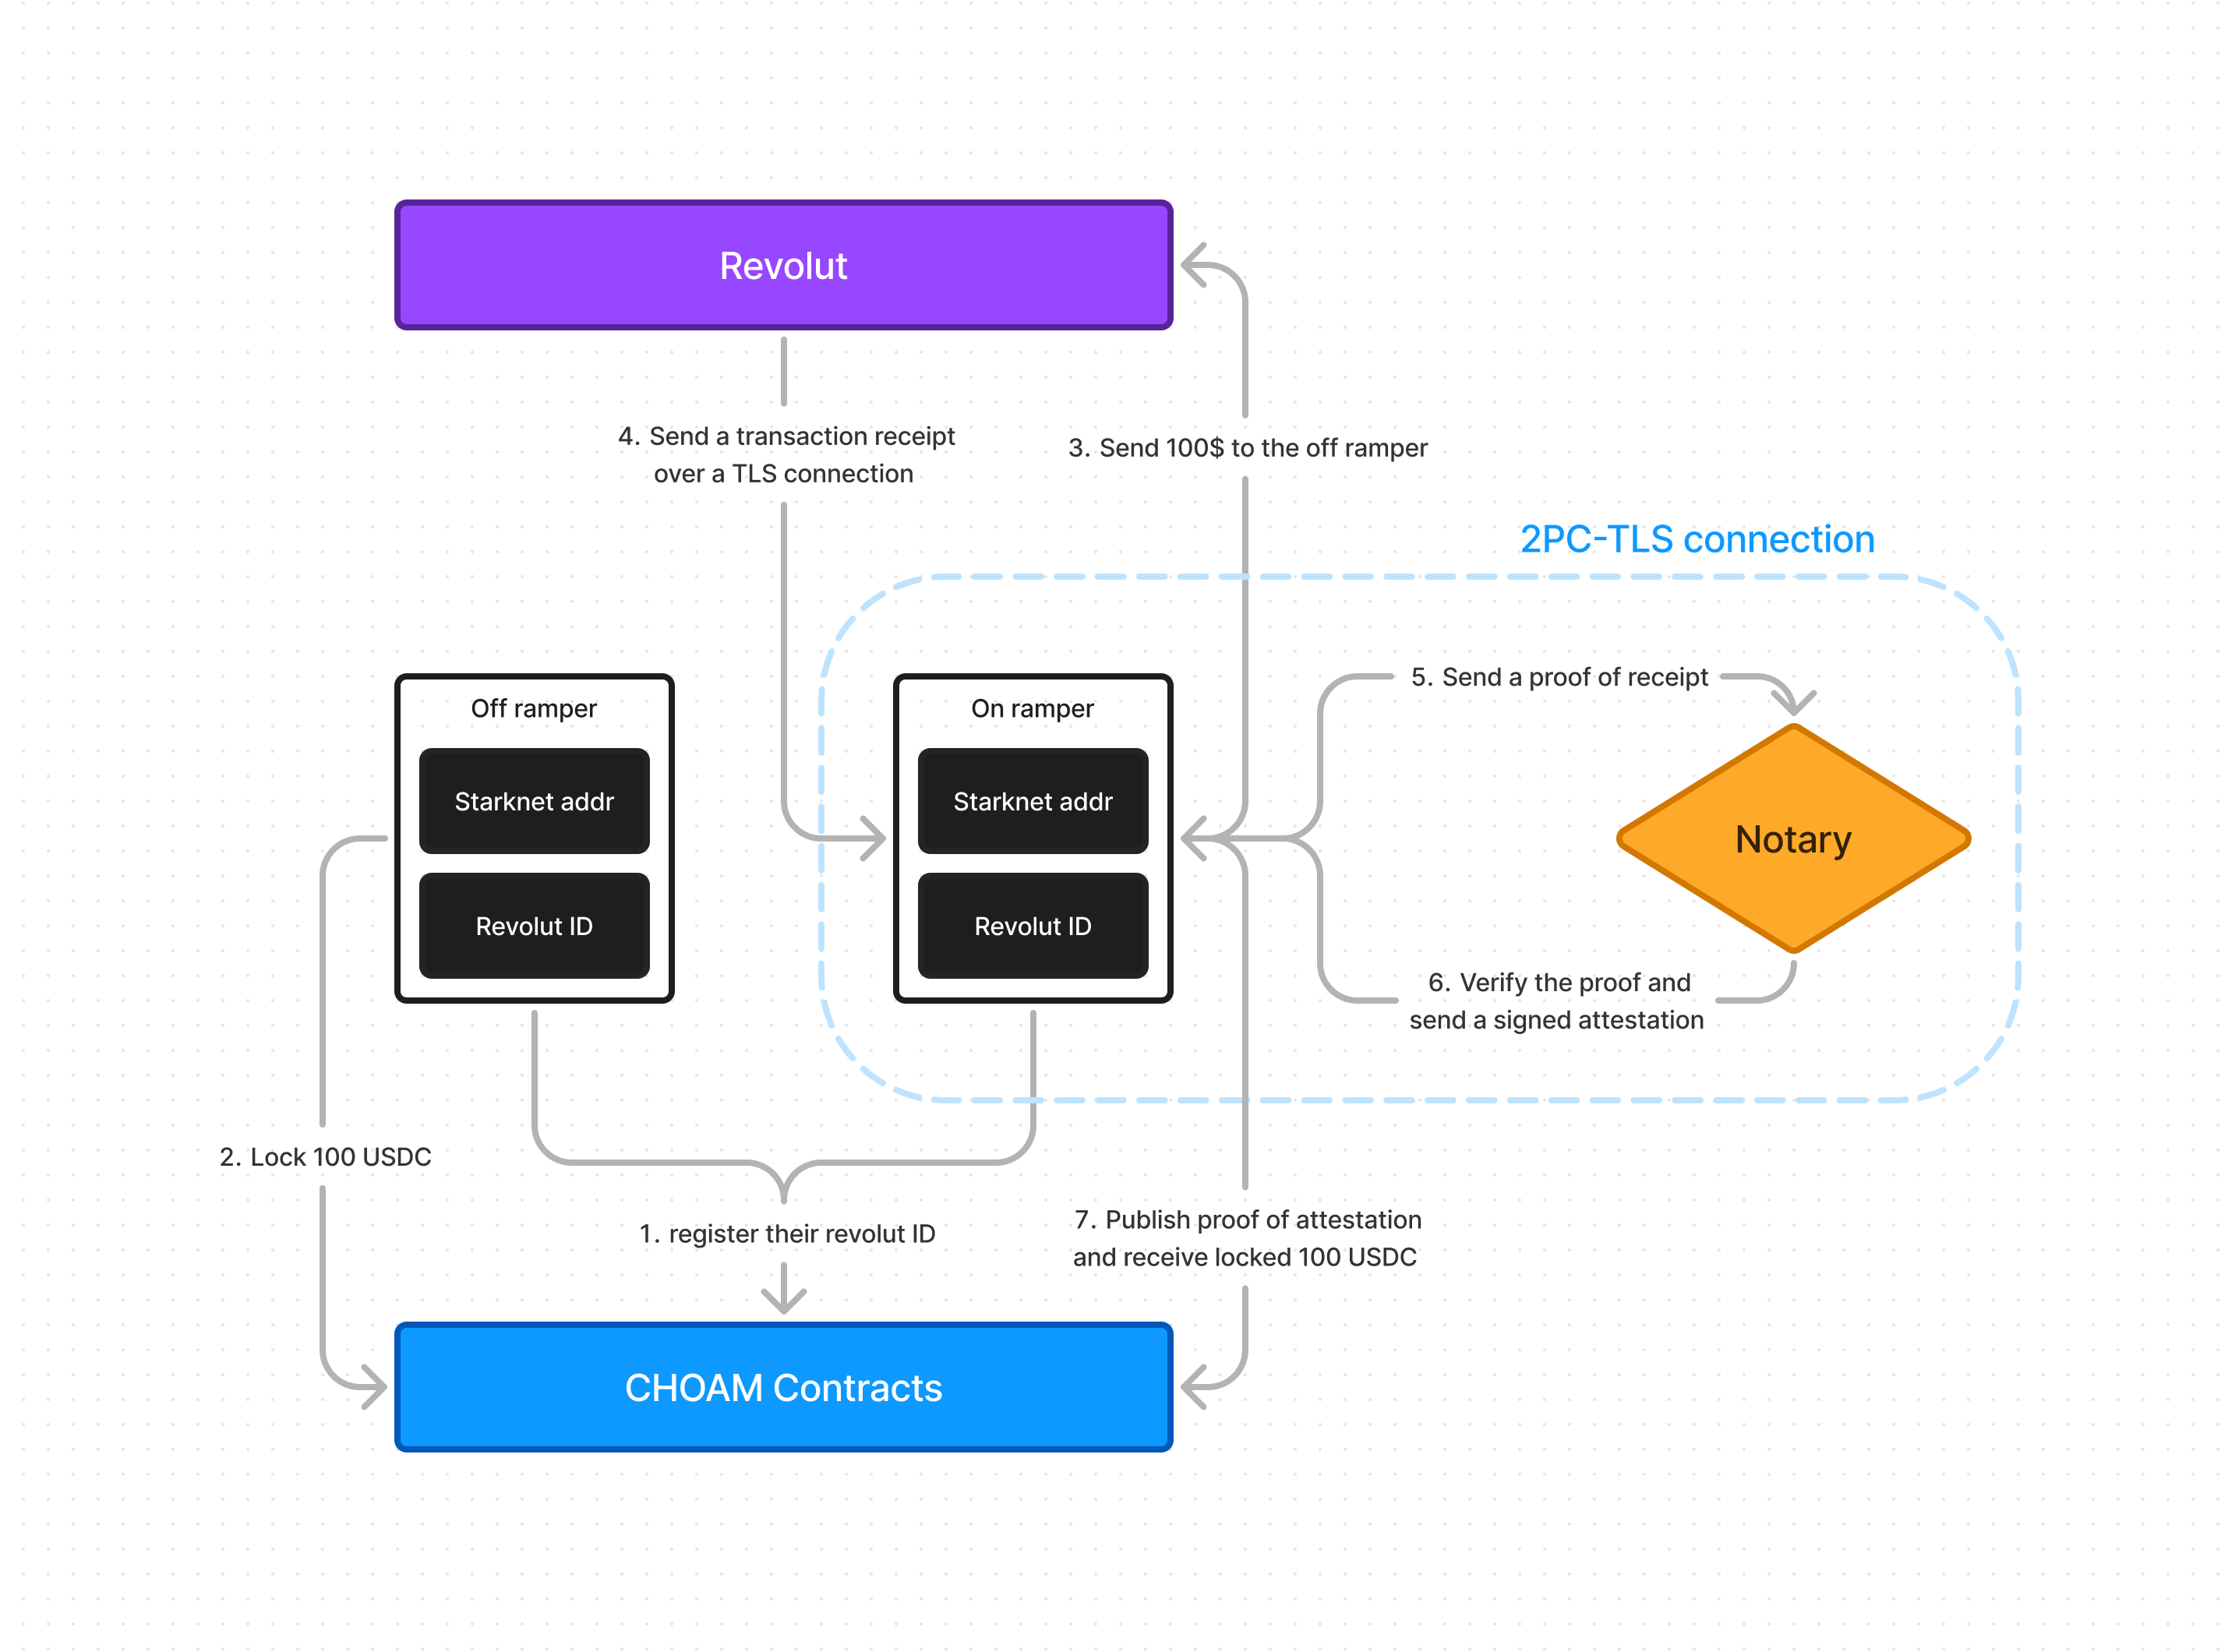 Revolut
4. Send a transaction receipt
over a TLS connection
3. Send 100$ to the off ramper
2PC-TLS connection
Off ramper
Starknet addr
Revolut ID
On ramper
Starknet addr
Revolut ID
5. Send a proof of receipt
Notary
6. Verify the proof and
send a signed attestation
2. Lock 100 USDC
1. register their revolut ID
7. Publish proof of attestation
and receive locked 100 USDC
CHOAM Contracts